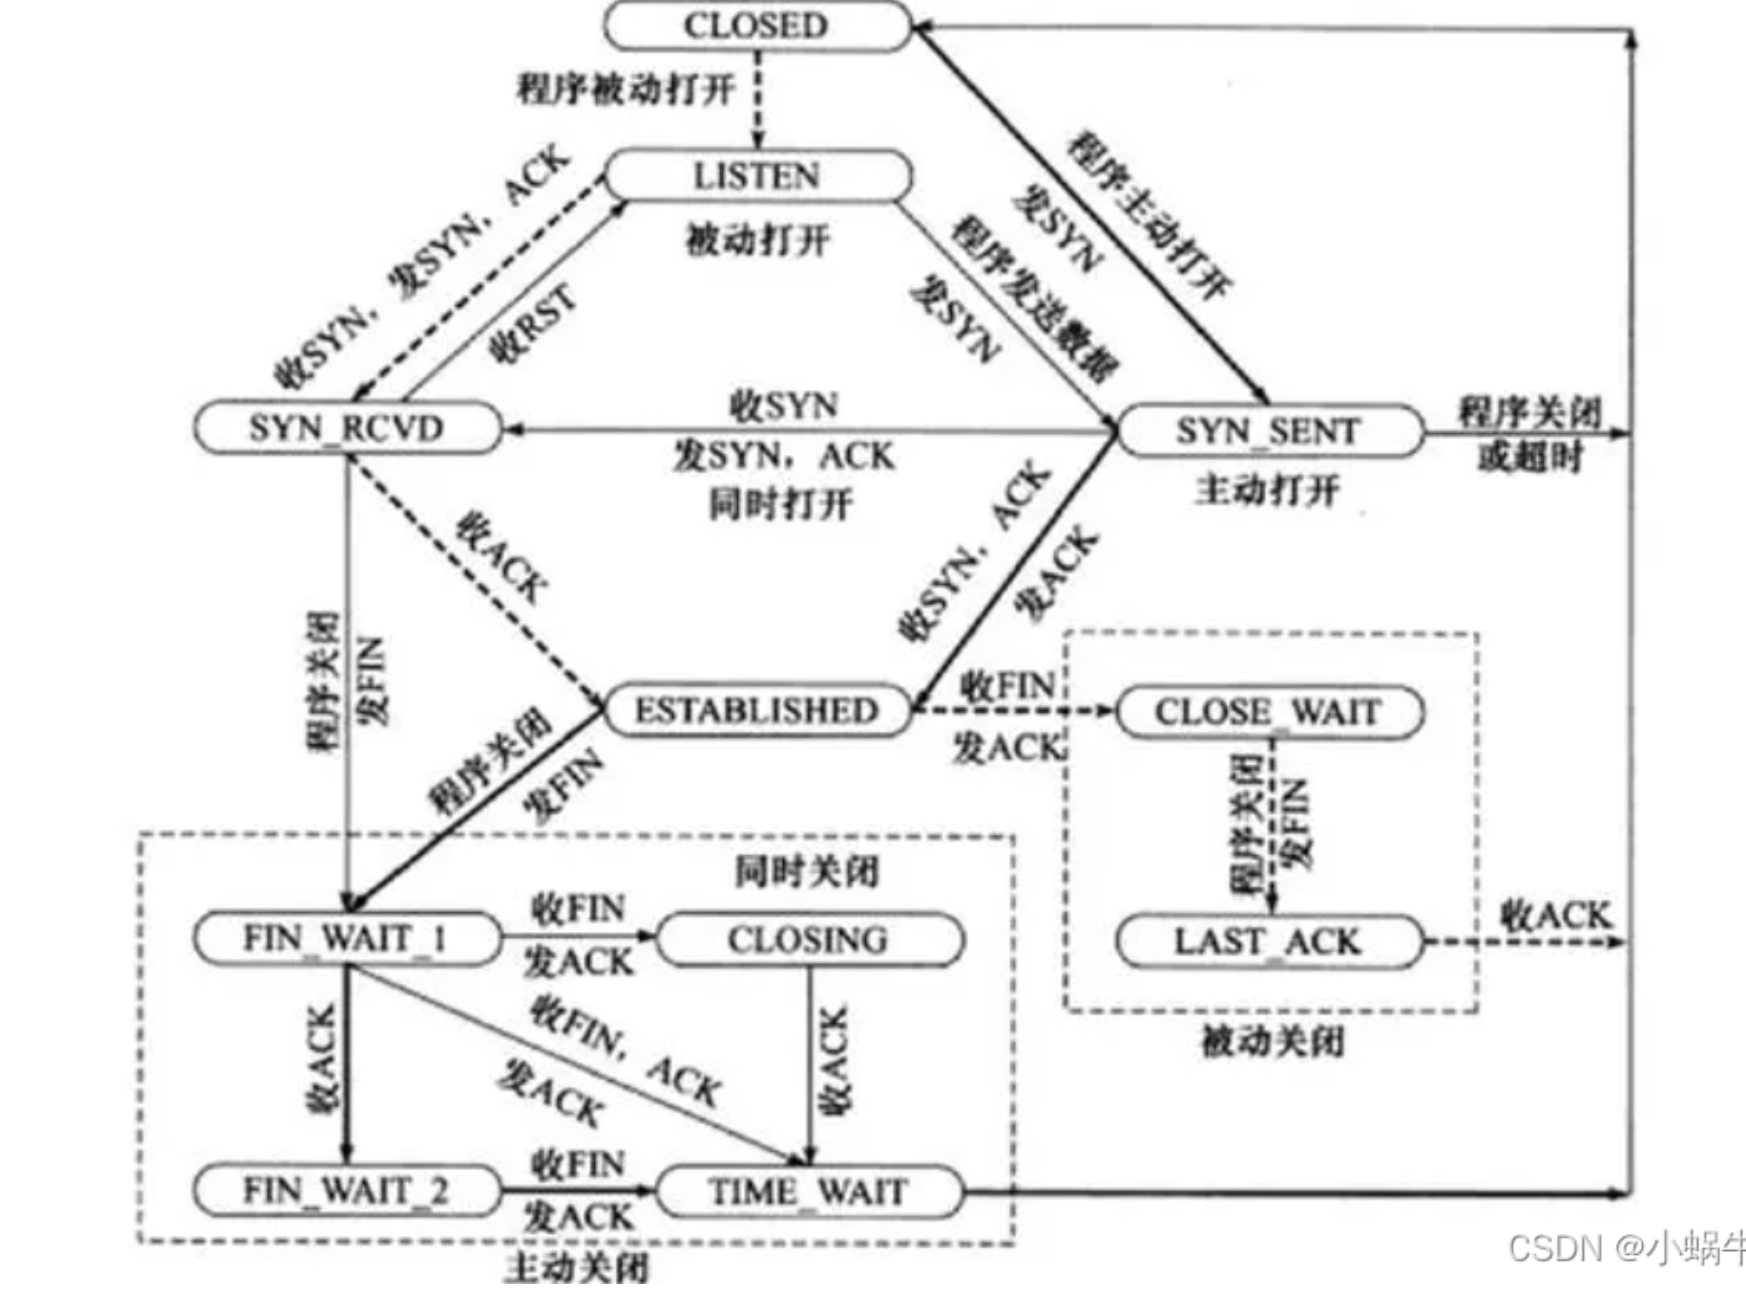 CLOSED
程序被动打开
LISTEN
被动打开
收SYN，发SYN，ACK
收RST
程序发送数据
发SYN
程序主动打开
发SYN
SYN_RCVD
收SYN
发SYN，ACK
同时打开
SYN_SENT
主动打开
程序关闭
或超时
收ACK
收SYN，ACK
发ACK
程序关闭
发FIN
ESTABLISHED
收FIN
发ACK
CLOSE_WAIT
程序关闭
发FIN
程序关闭
发FIN
LAST_ACK
收ACK
被动关闭
同时关闭
FIN_WAIT_1
收FIN
发ACK
CLOSING
收ACK
收FIN，ACK
发ACK
收ACK
FIN_WAIT_2
收FIN
发ACK
TIME_WAIT
主动关闭
CSDN @小蜗牛